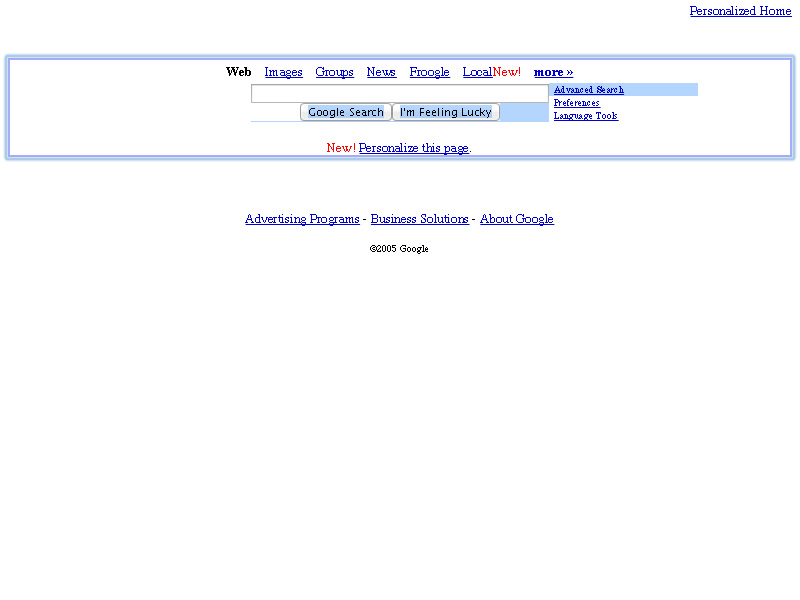 Personalized Home
Web Images Groups News Froogle LocalNew! more »
Advanced Search
Preferences
Google Search I'm Feeling Lucky
Language Tools
New! Personalize this page.
Advertising Programs - Business Solutions - About Google
©2005 Google